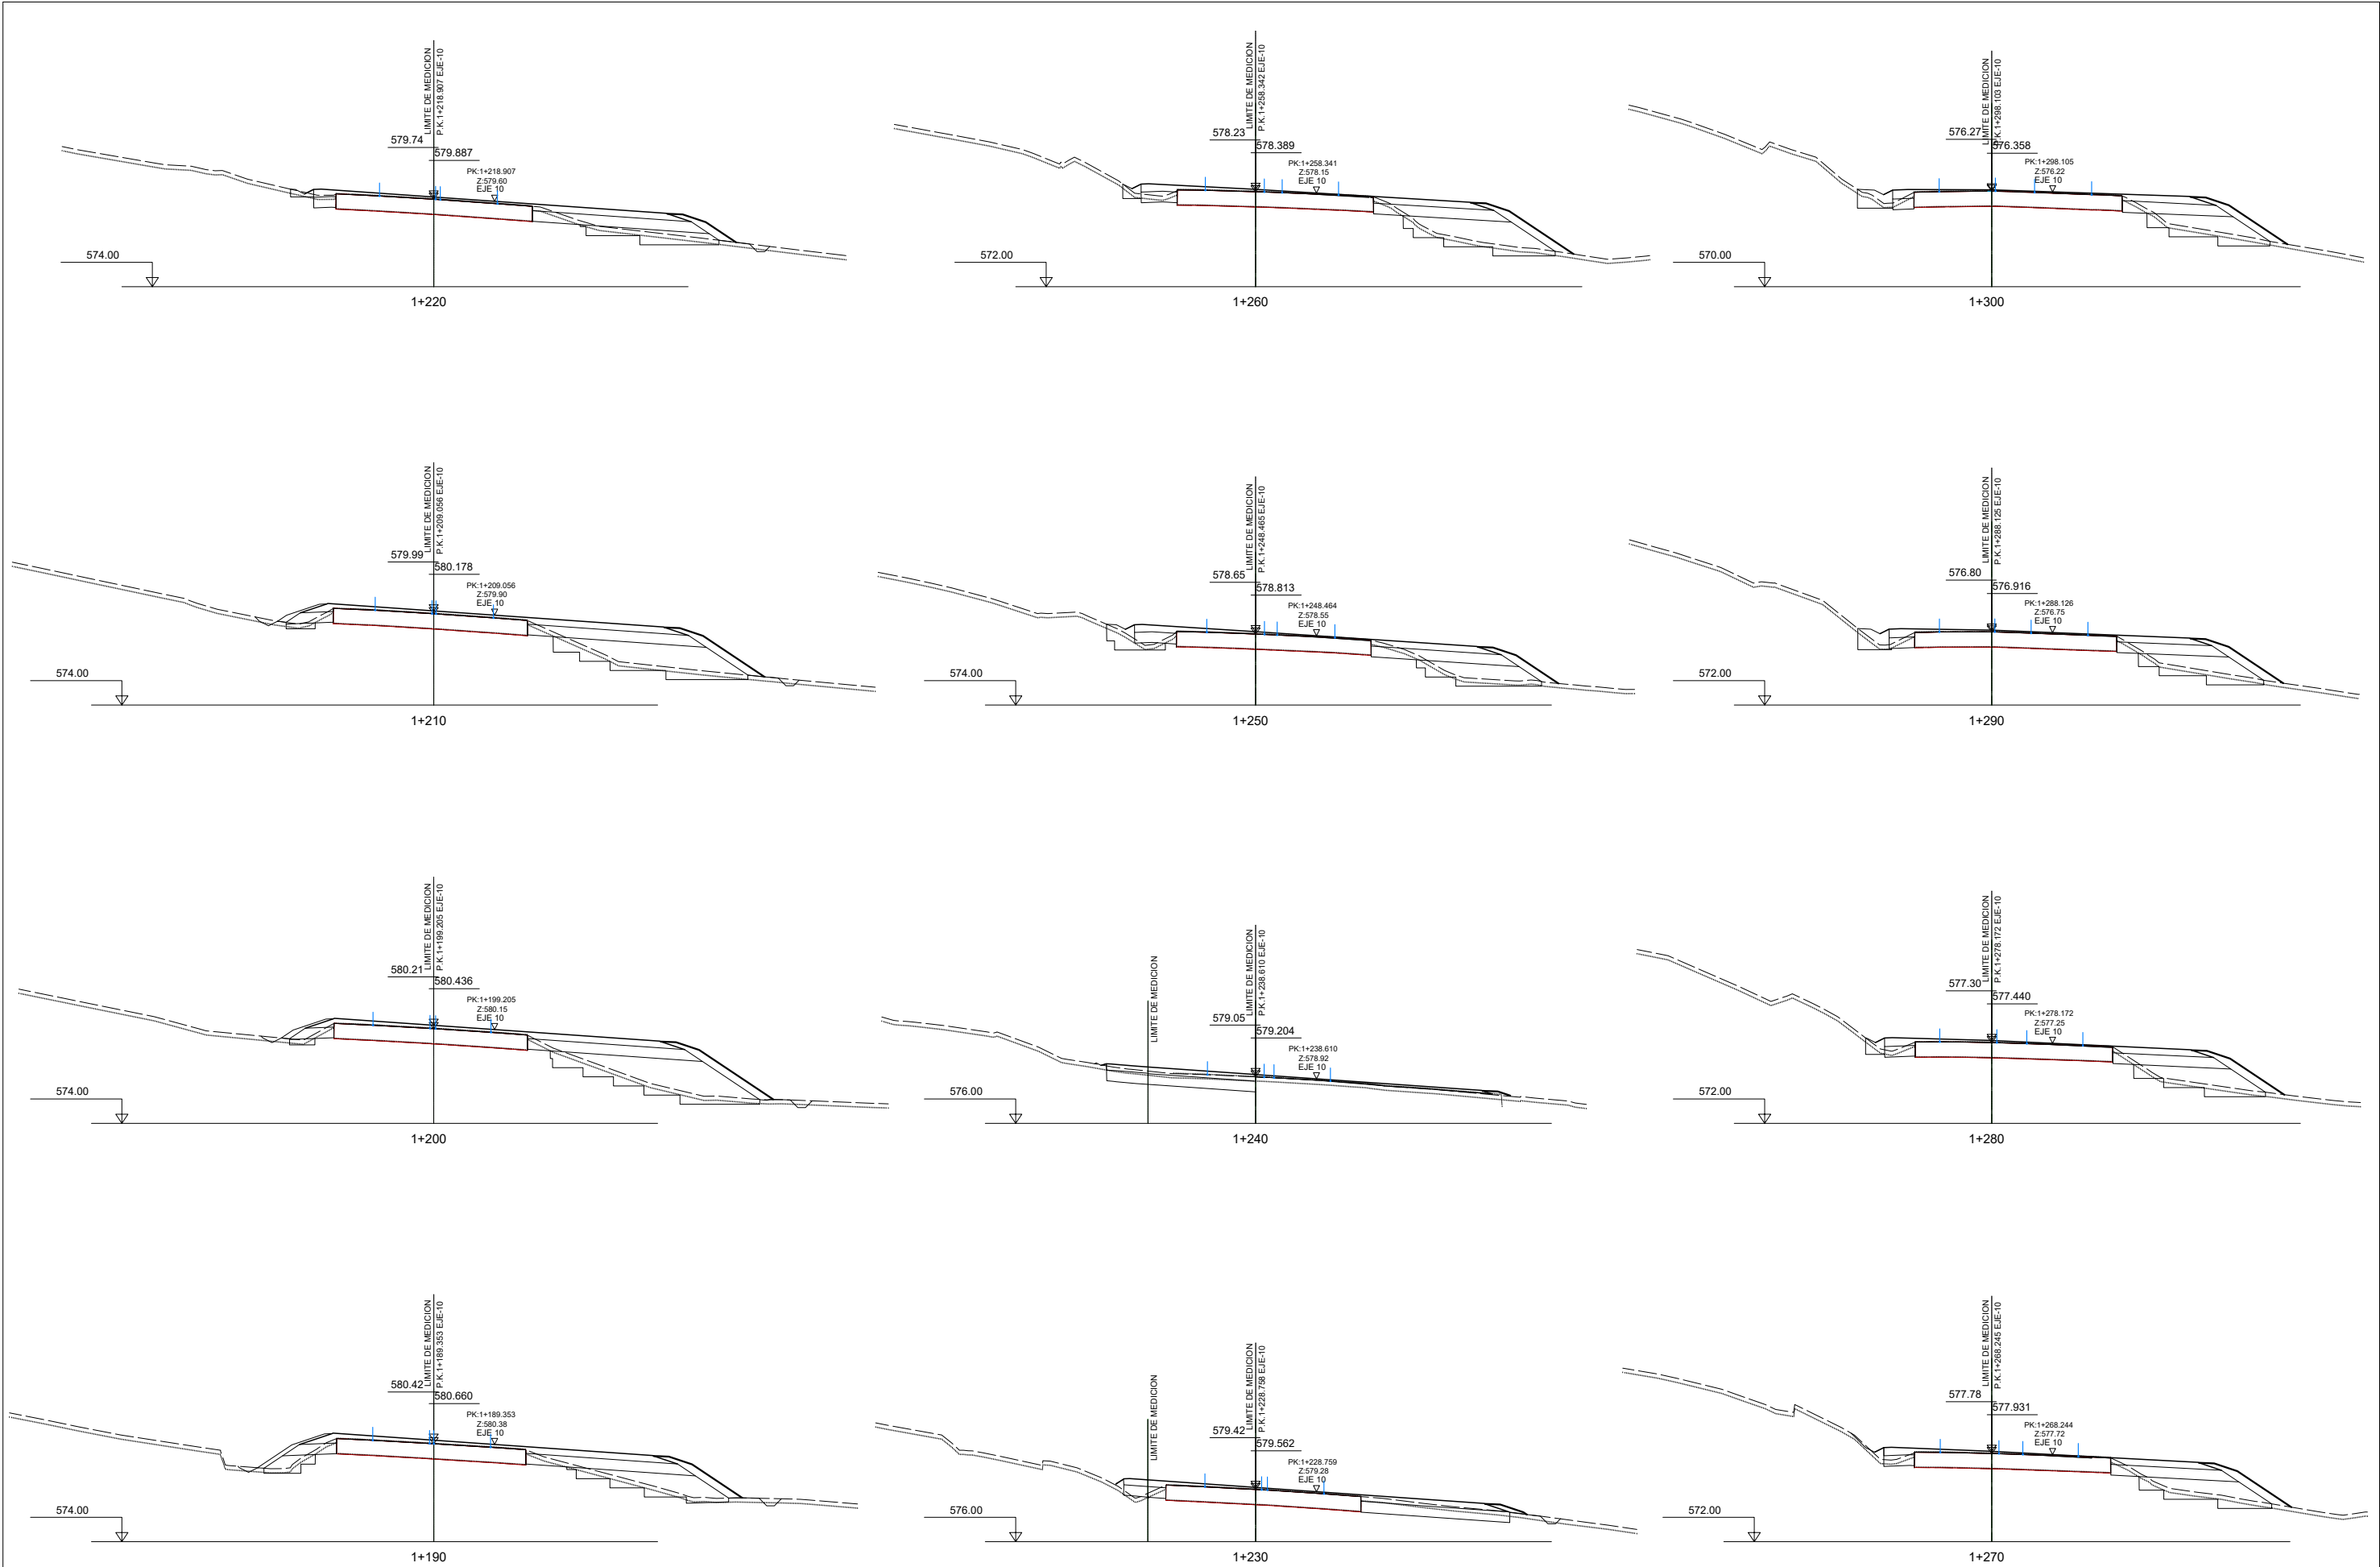 LIMITE DE MEDICION
P.K.1+218.907 EJE-10
579.74
579.887
PK:1+218.907
Z:579.60
EJE 10
574.00
1+220
LIMITE DE MEDICION
P.K.1+258.342 EJE-10
578.23
578.389
PK:1+258.341
Z:578.15
EJE 10
572.00
1+260
LIMITE DE MEDICION
P.K.1+298.103 EJE-10
576.27
576.358
PK:1+298.105
Z:576.22
EJE 10
570.00
1+300
LIMITE DE MEDICION
P.K.1+209.056 EJE-10
579.99
580.178
PK:1+209.056
Z:579.90
EJE 10
574.00
1+210
LIMITE DE MEDICION
P.K.1+248.465 EJE-10
578.65
578.813
PK:1+248.464
Z:578.55
EJE 10
574.00
1+250
LIMITE DE MEDICION
P.K.1+288.125 EJE-10
576.80
576.916
PK:1+288.126
Z:576.75
EJE 10
572.00
1+290
LIMITE DE MEDICION
P.K.1+199.205 EJE-10
580.21
580.436
PK:1+199.205
Z:580.15
EJE 10
574.00
1+200
LIMITE DE MEDICION
LIMITE DE MEDICION
P.K.1+238.610 EJE-10
579.05
579.204
PK:1+238.610
Z:578.92
EJE 10
576.00
1+240
LIMITE DE MEDICION
P.K.1+278.172 EJE-10
577.30
577.440
PK:1+278.172
Z:577.25
EJE 10
572.00
1+280
LIMITE DE MEDICION
P.K.1+189.353 EJE-10
580.42
580.660
PK:1+189.353
Z:580.38
EJE 10
574.00
1+190
LIMITE DE MEDICION
LIMITE DE MEDICION
P.K.1+228.758 EJE-10
579.42
579.562
PK:1+228.759
Z:579.28
EJE 10
576.00
1+230
LIMITE DE MEDICION
P.K.1+268.245 EJE-10
577.78
577.931
PK:1+268.244
Z:577.72
EJE 10
572.00
1+270